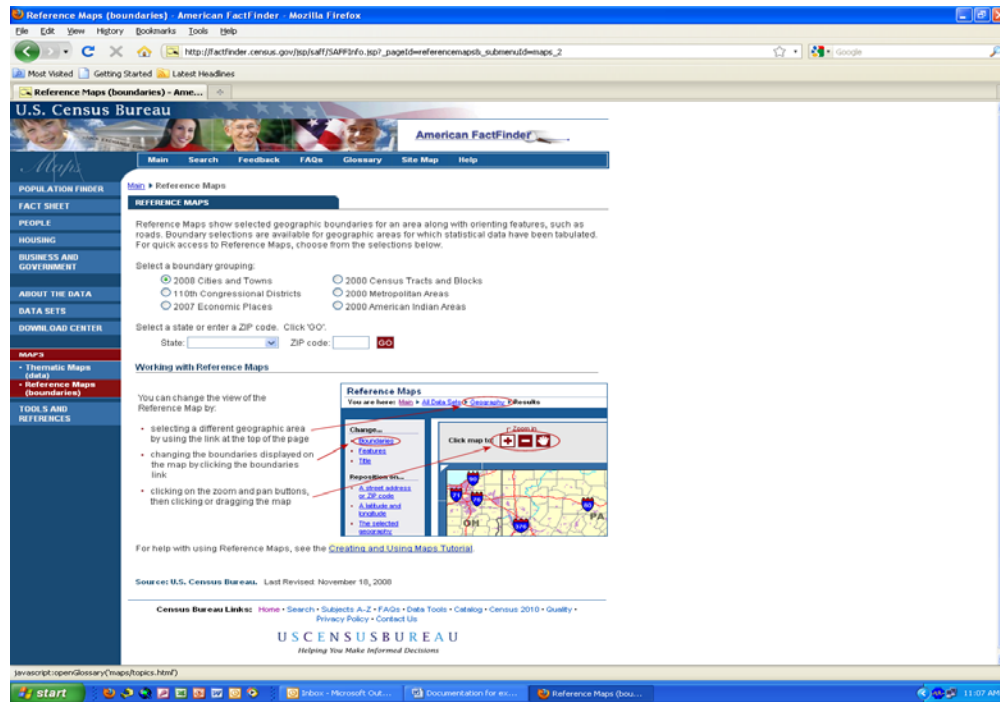 Reference Maps (boundaries) - American FactFinder - Mozilla Firefox
File Edit View History Bookmarks Tools Help
http://factfinder.census.gov/jsp/saff/SAFFInfo.jsp?_pageId=referencemaps&_submenuId=maps_2
Google
Most Visited Getting Started Latest Headlines
Reference Maps (boundaries) - Ame...
U.S. Census Bureau
American FactFinder
Maps
Main Search Feedback FAQs Glossary Site Map Help
POPULATION FINDER
FACT SHEET
PEOPLE
HOUSING
BUSINESS AND
GOVERNMENT
ABOUT THE DATA
DATA SETS
DOWNLOAD CENTER
MAPS
• Thematic Maps
(data)
• Reference Maps
(boundaries)
TOOLS AND
REFERENCES
Main ▸ Reference Maps
REFERENCE MAPS
Reference Maps show selected geographic boundaries for an area along with orienting features, such as
roads. Boundary selections are available for geographic areas for which statistical data have been tabulated.
For quick access to Reference Maps, choose from the selections below.
Select a boundary grouping:
2008 Cities and Towns 2000 Census Tracts and Blocks
110th Congressional Districts 2000 Metropolitan Areas
2007 Economic Places 2000 American Indian Areas
Select a state or enter a ZIP code. Click 'GO'.
State: ZIP code: GO
Working with Reference Maps
You can change the view of the
Reference Map by:
• selecting a different geographic area
by using the link at the top of the page
• changing the boundaries displayed on
the map by clicking the boundaries
link
• clicking on the zoom and pan buttons,
then clicking or dragging the map
Reference Maps
You are here: Main ▸ All Data Sets ▸ Geography ▸ Results
Change...
• Boundaries
• Features
• Title
Reposition on...
• A street address
or ZIP code
• A latitude and
longitude
• The selected
geography
Zoom in
Click map to:
90
71
79
80
OH
376
PA
For help with using Reference Maps, see the Creating and Using Maps Tutorial.
Source: U.S. Census Bureau. Last Revised: November 18, 2008
Census Bureau Links: Home • Search • Subjects A-Z • FAQs • Data Tools • Catalog • Census 2010 • Quality •
Privacy Policy • Contact Us
USCENSUSBUREAU
Helping You Make Informed Decisions
javascript:openGlossary('maps/topics.html')
start
Inbox - Microsoft Out...
Documentation for ex...
Reference Maps (bou...
11:07 AM